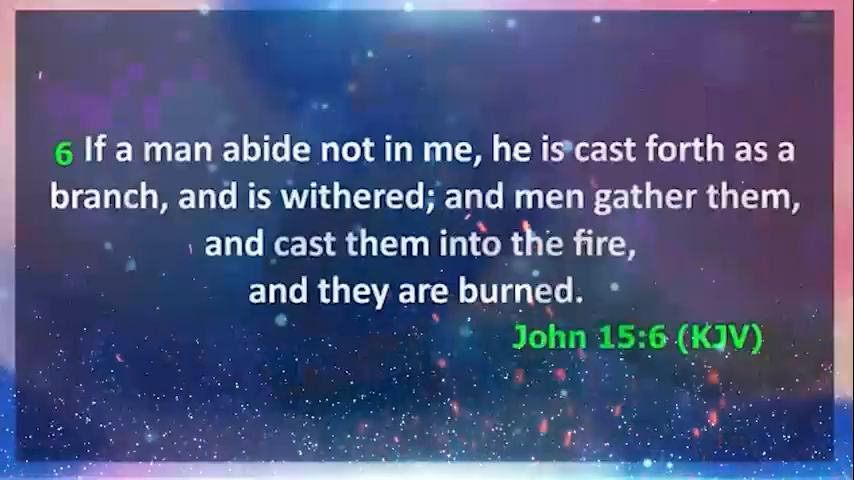 6 If a man abide not in me, he is cast forth as a
branch, and is withered; and men gather them,
and cast them into the fire,
and they are burned.
John 15:6 (KJV)